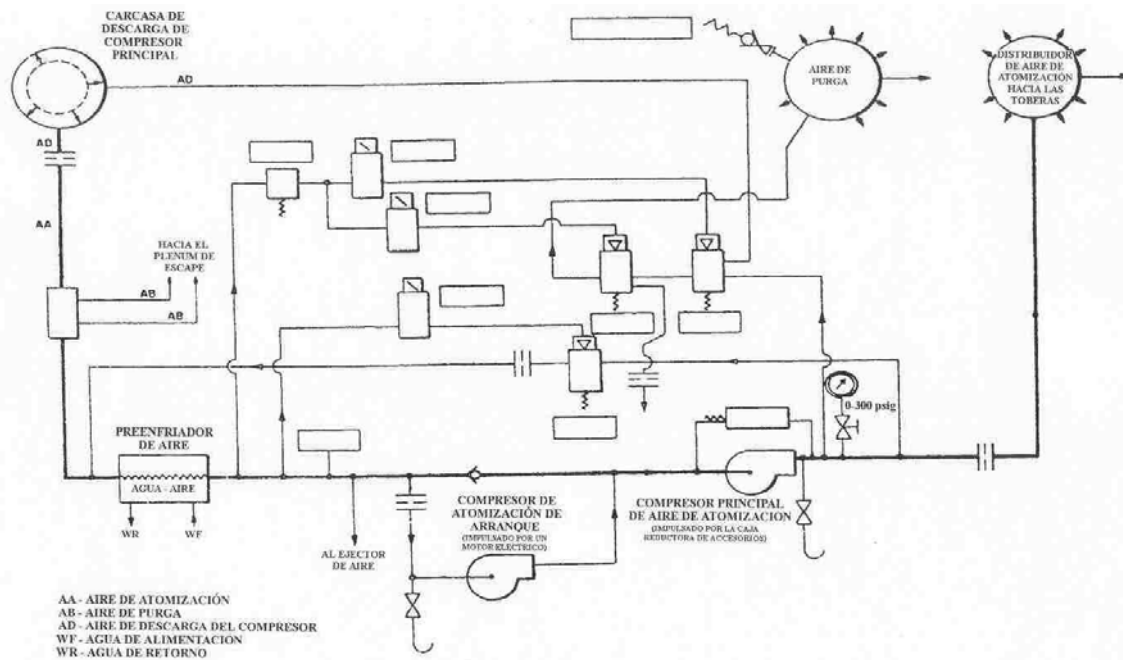 CARCASA DE
DESCARGA DE
COMPRESOR
PRINCIPAL
AD
AIRE DE
PURGA
DISTRIBUIDOR
DE AIRE DE
ATOMIZACIÓN
HACIA LAS
TOBERAS
AD
AA
HACIA EL
PLENUM DE
ESCAPE
AB
AB
0-300 psig
PREENFRIADOR
DE AIRE
AGUA - AIRE
WR
WF
AL EJECTOR
DE AIRE
COMPRESOR DE
ATOMIZACIÓN DE
ARRANQUE
(IMPULSADO POR UN
MOTOR ELECTRICO)
COMPRESOR PRINCIPAL
DE AIRE DE ATOMIZACION
(IMPULSADO POR LA CAJA
REDUCTORA DE ACCESORIOS)
AA - AIRE DE ATOMIZACIÓN
AB - AIRE DE PURGA
AD - AIRE DE DESCARGA DEL COMPRESOR
WF - AGUA DE ALIMENTACION
WR - AGUA DE RETORNO